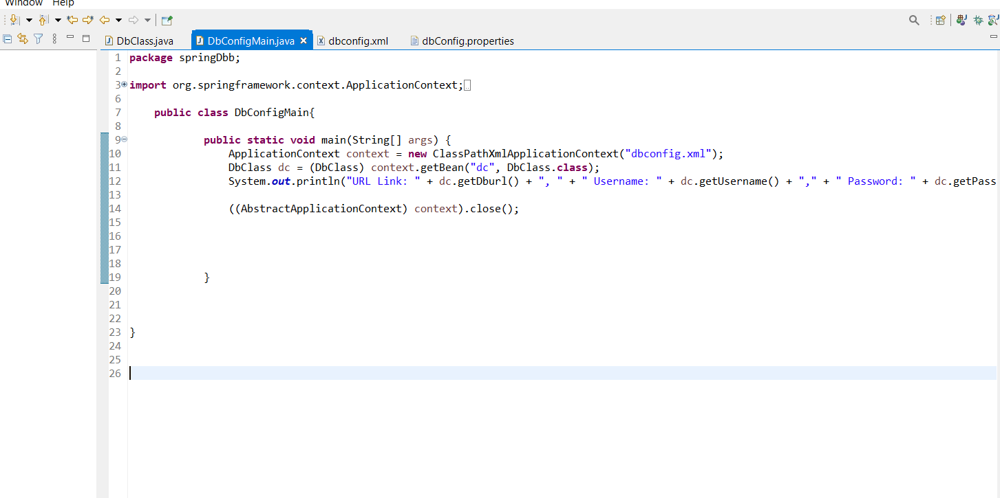 Window Help
DbClass.java DbConfigMain.java dbconfig.xml dbConfig.properties
1 package springDbb;
2
3 import org.springframework.context.ApplicationContext;
6
7 public class DbConfigMain{
8
9 public static void main(String[] args) {
10 ApplicationContext context = new ClassPathXmlApplicationContext("dbconfig.xml");
11 DbClass dc = (DbClass) context.getBean("dc", DbClass.class);
12 System.out.println("URL Link: " + dc.getDburl() + ", " + " Username: " + dc.getUsername() + "," + " Password: " + dc.getPass
13
14 ((AbstractApplicationContext) context).close();
15
16
17
18
19 }
20
21
22
23 }
24
25
26